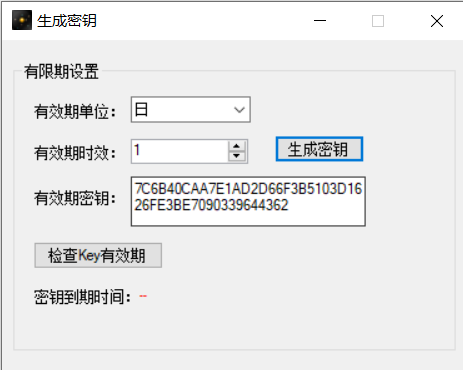 生成密钥
有限期设置
有效期单位： 日
有效期时效： 1 生成密钥
有效期密钥： 7C6B40CAA7E1AD2D66F3B5103D16
26FE3BE7090339644362
检查Key有效期
密钥到期时间：--